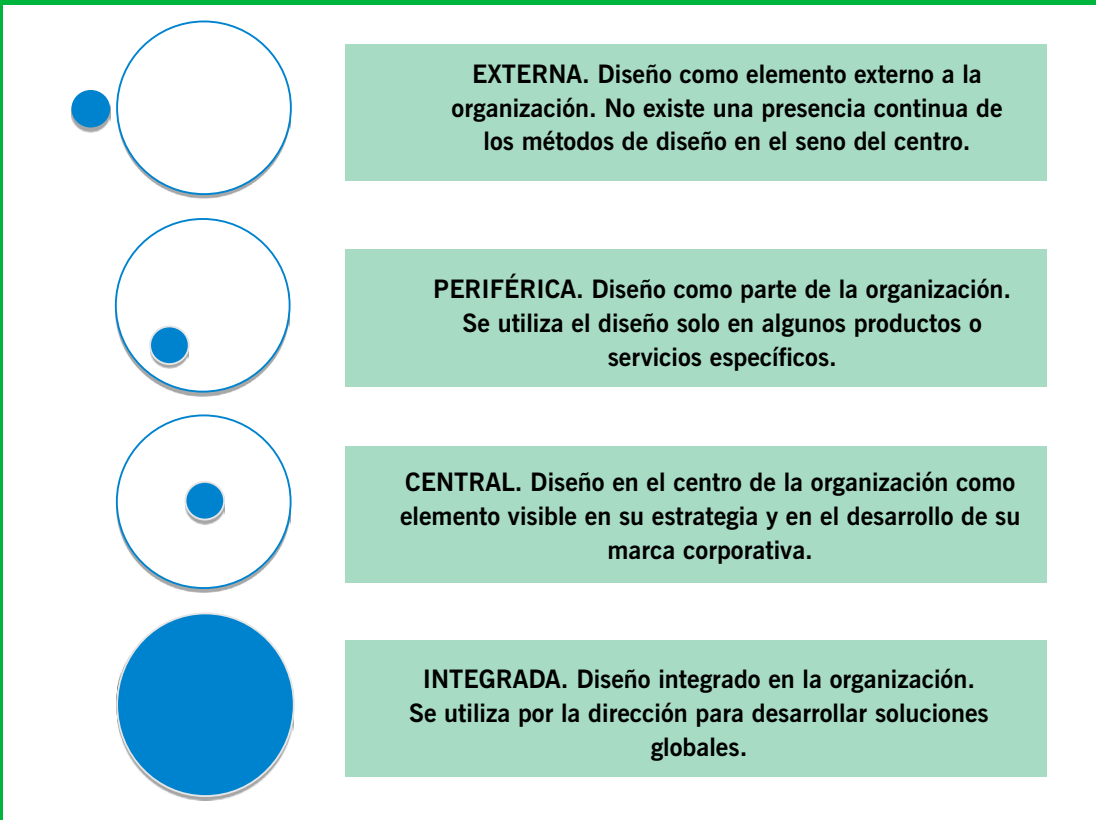 EXTERNA. Diseño como elemento externo a la
organización. No existe una presencia continua de
los métodos de diseño en el seno del centro.
PERIFÉRICA. Diseño como parte de la organización.
Se utiliza el diseño solo en algunos productos o
servicios específicos.
CENTRAL. Diseño en el centro de la organización como
elemento visible en su estrategia y en el desarrollo de su
marca corporativa.
INTEGRADA. Diseño integrado en la organización.
Se utiliza por la dirección para desarrollar soluciones
globales.